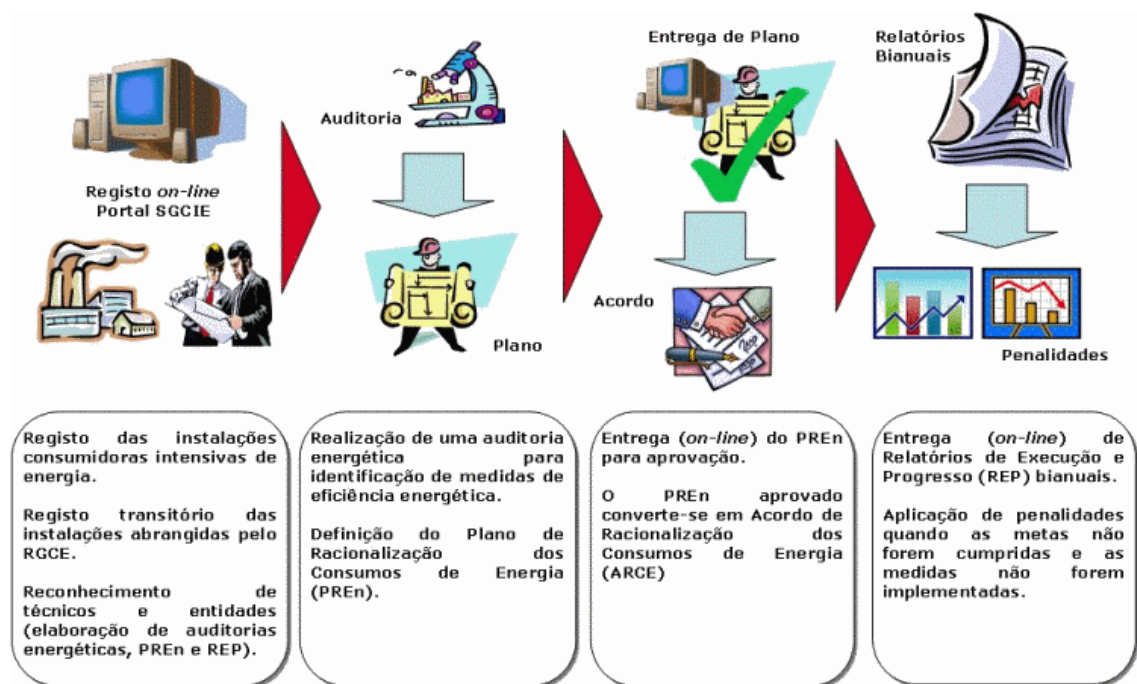 Registo on-line
Portal SGCIE
Auditoria
Plano
Entrega de Plano
Acordo
Relatórios
Bianuais
Penalidades
Registo das instalações
consumidoras intensivas de
energia.
Registo transitório das
instalações abrangidas pelo
RGCE.
Reconhecimento de
técnicos e entidades
(elaboração de auditorias
energéticas, PREn e REP).
Realização de uma auditoria
energética para
identificação de medidas de
eficiência energética.
Definição do Plano de
Racionalização dos
Consumos de Energia
(PREn).
Entrega (on-line) do PREn
para aprovação.
O PREn aprovado
converte-se em Acordo de
Racionalização dos
Consumos de Energia
(ARCE)
Entrega (on-line) de
Relatórios de Execução e
Progresso (REP) bianuais.
Aplicação de penalidades
quando as metas não
forem cumpridas e as
medidas não forem
implementadas.